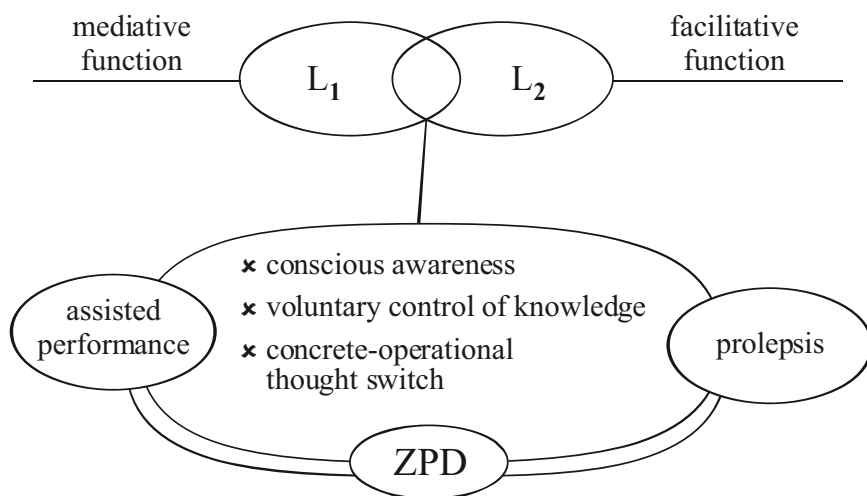 mediative
function
L₁
L₂
facilitative
function
✘ conscious awareness
✘ voluntary control of knowledge
✘ concrete-operational
thought switch
assisted
performance
prolepsis
ZPD